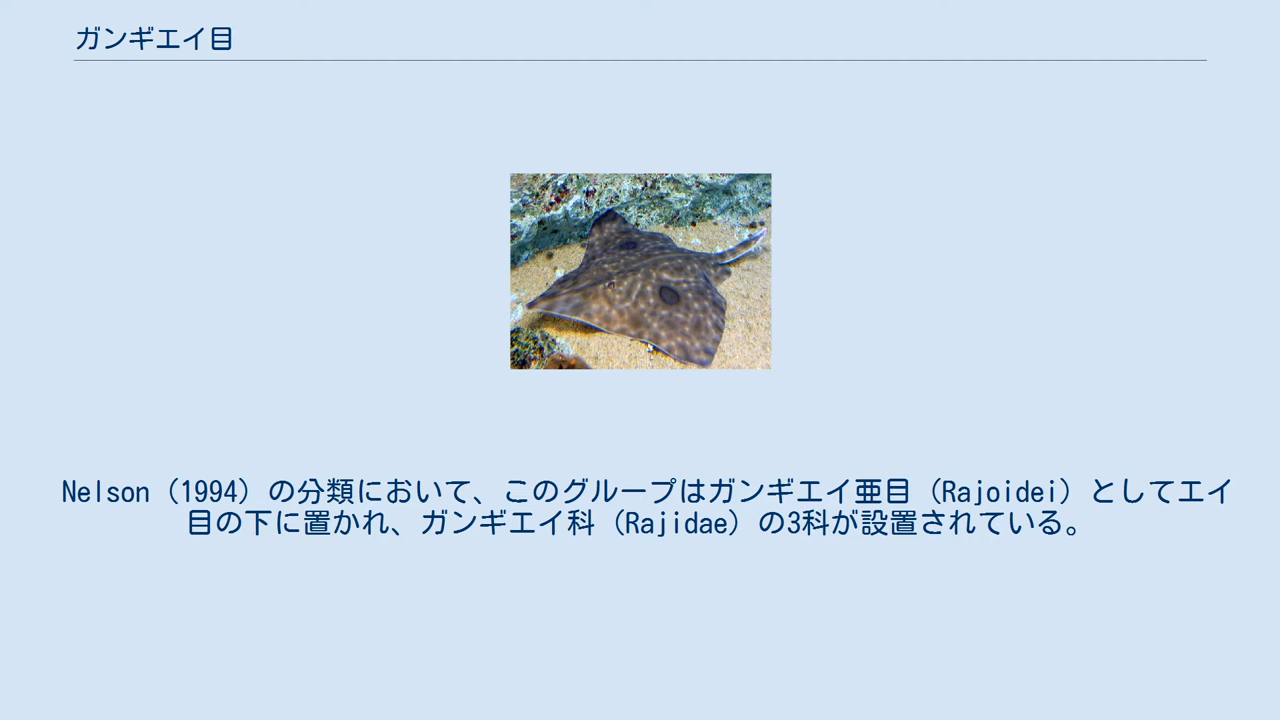 ガンギエイ目
Nelson（1994）の分類において、このグループはガンギエイ亜目（Rajoidei）としてエイ
目の下に置かれ、ガンギエイ科（Rajidae）の3科が設置されている。